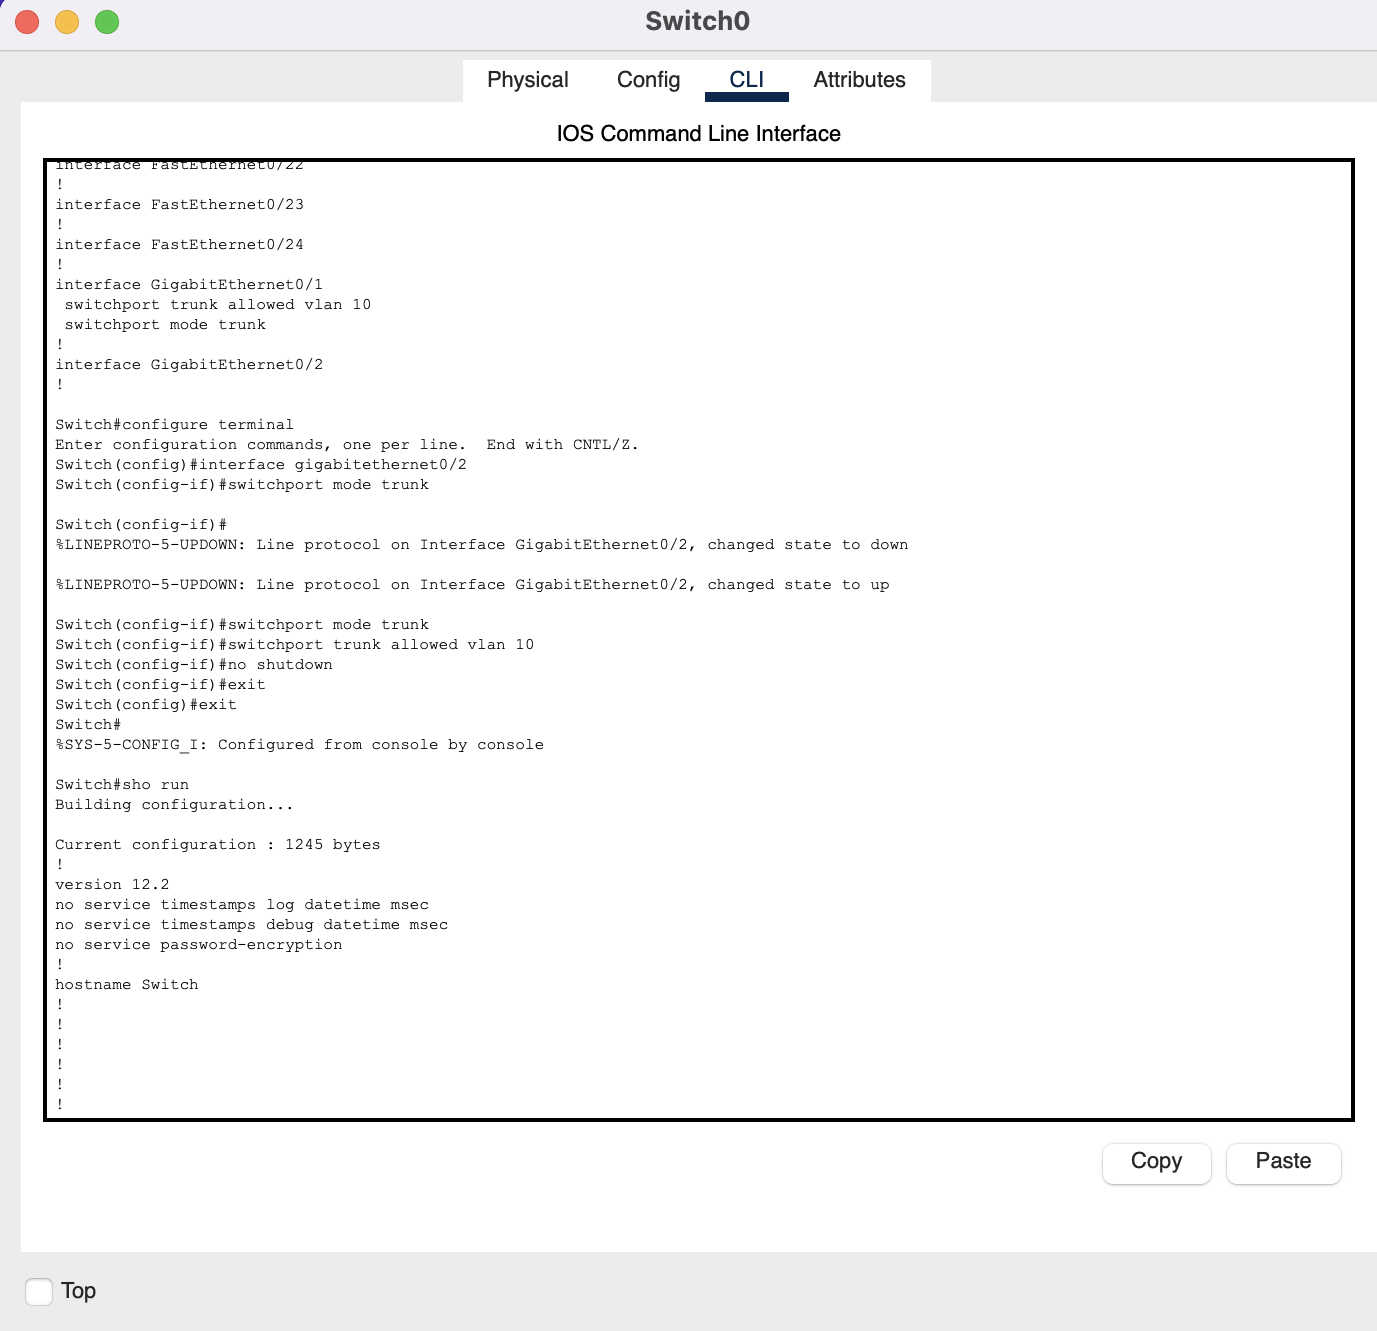 Switch0
Physical Config CLI Attributes
IOS Command Line Interface
interface FastEthernet0/22
!
interface FastEthernet0/23
!
interface FastEthernet0/24
!
interface GigabitEthernet0/1
 switchport trunk allowed vlan 10
 switchport mode trunk
!
interface GigabitEthernet0/2
!
Switch#configure terminal
Enter configuration commands, one per line.  End with CNTL/Z.
Switch(config)#interface gigabitethernet0/2
Switch(config-if)#switchport mode trunk
Switch(config-if)#
%LINEPROTO-5-UPDOWN: Line protocol on Interface GigabitEthernet0/2, changed state to down
%LINEPROTO-5-UPDOWN: Line protocol on Interface GigabitEthernet0/2, changed state to up
Switch(config-if)#switchport mode trunk
Switch(config-if)#switchport trunk allowed vlan 10
Switch(config-if)#no shutdown
Switch(config-if)#exit
Switch(config)#exit
Switch#
%SYS-5-CONFIG_I: Configured from console by console
Switch#sho run
Building configuration...
Current configuration : 1245 bytes
!
version 12.2
no service timestamps log datetime msec
no service timestamps debug datetime msec
no service password-encryption
!
hostname Switch
!
!
!
!
!
!
Copy Paste
Top